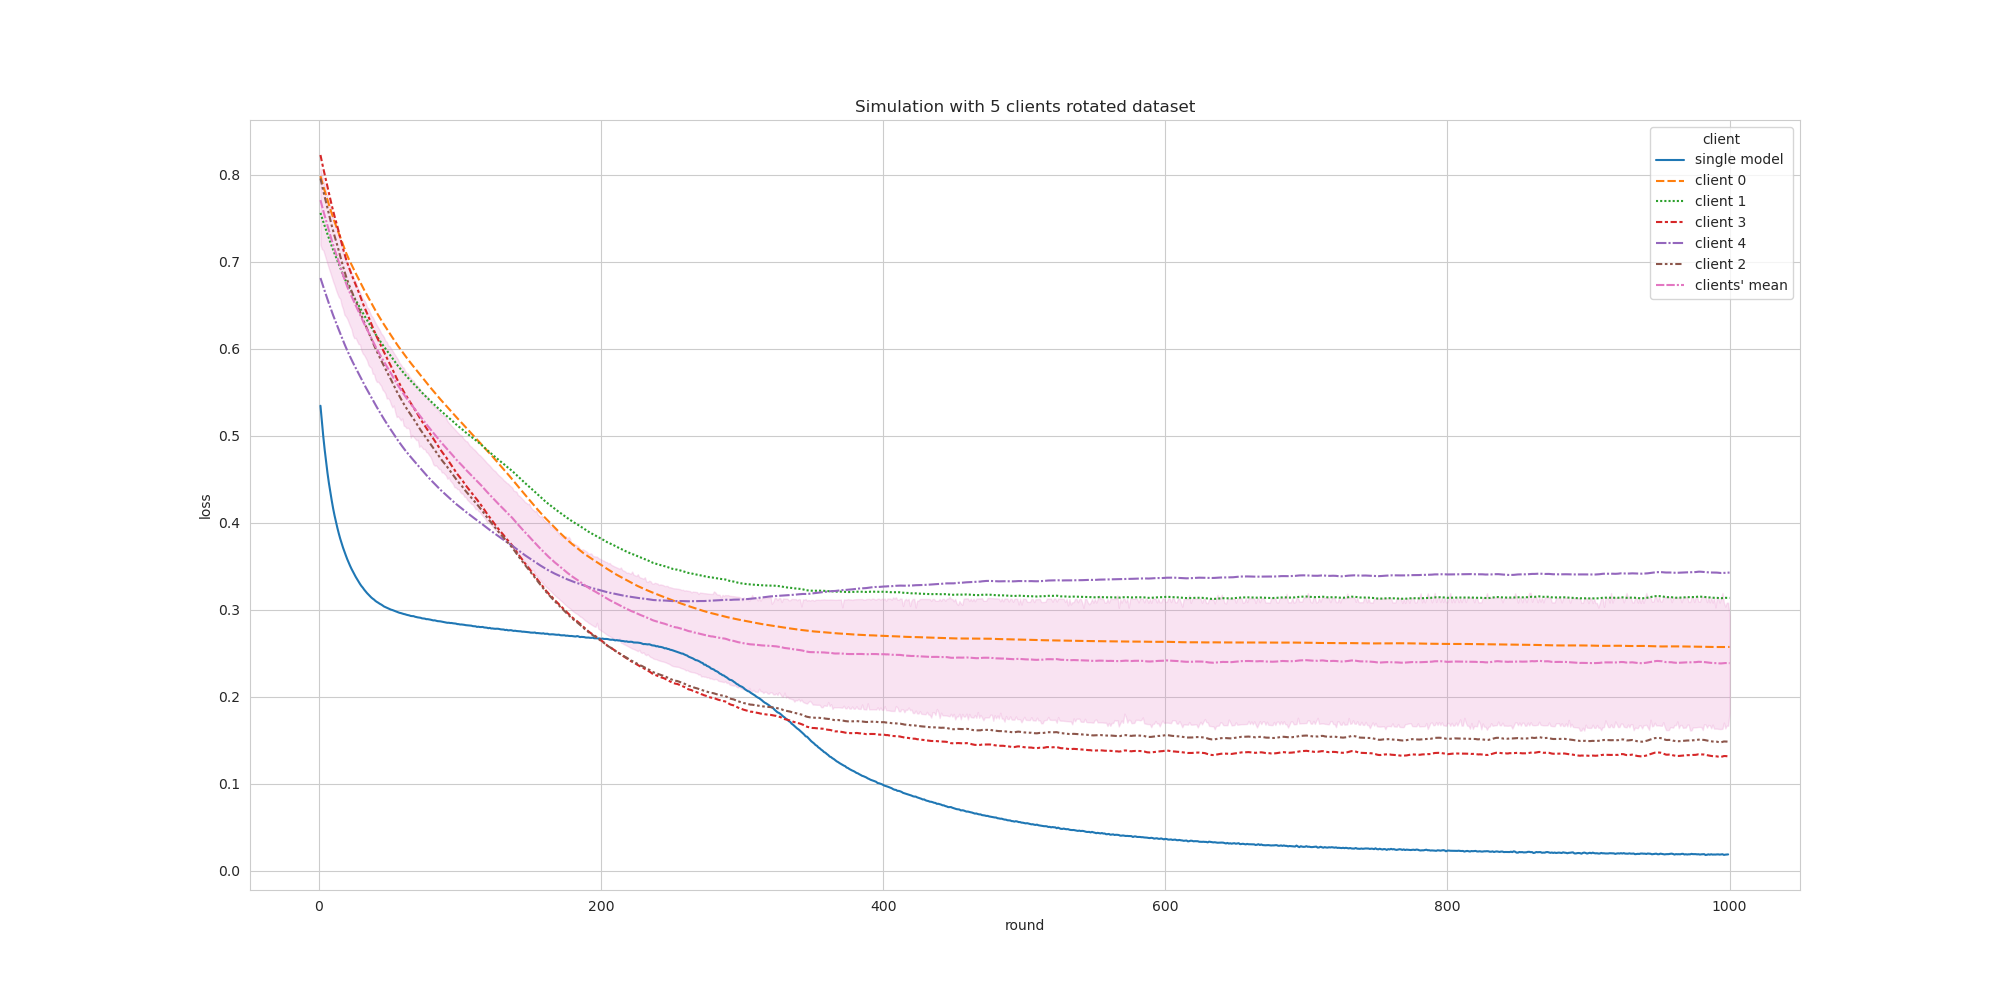 Simulation with 5 clients rotated dataset
client
single model
client 0
client 1
client 3
client 4
client 2
clients' mean
loss
0.8
0.7
0.6
0.5
0.4
0.3
0.2
0.1
0.0
0 200 400 600 800 1000
round